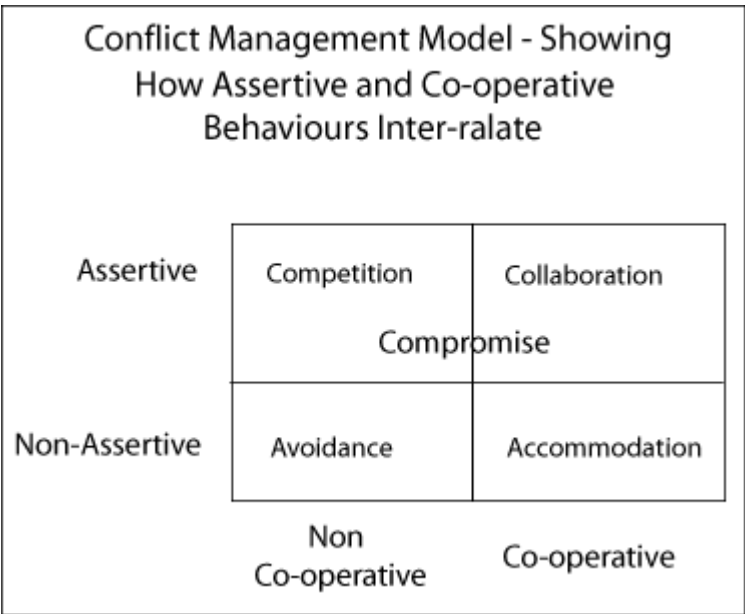 Conflict Management Model - Showing
How Assertive and Co-operative
Behaviours Inter-ralate
Assertive
Competition
Collaboration
Compromise
Non-Assertive
Avoidance
Accommodation
Non
Co-operative
Co-operative